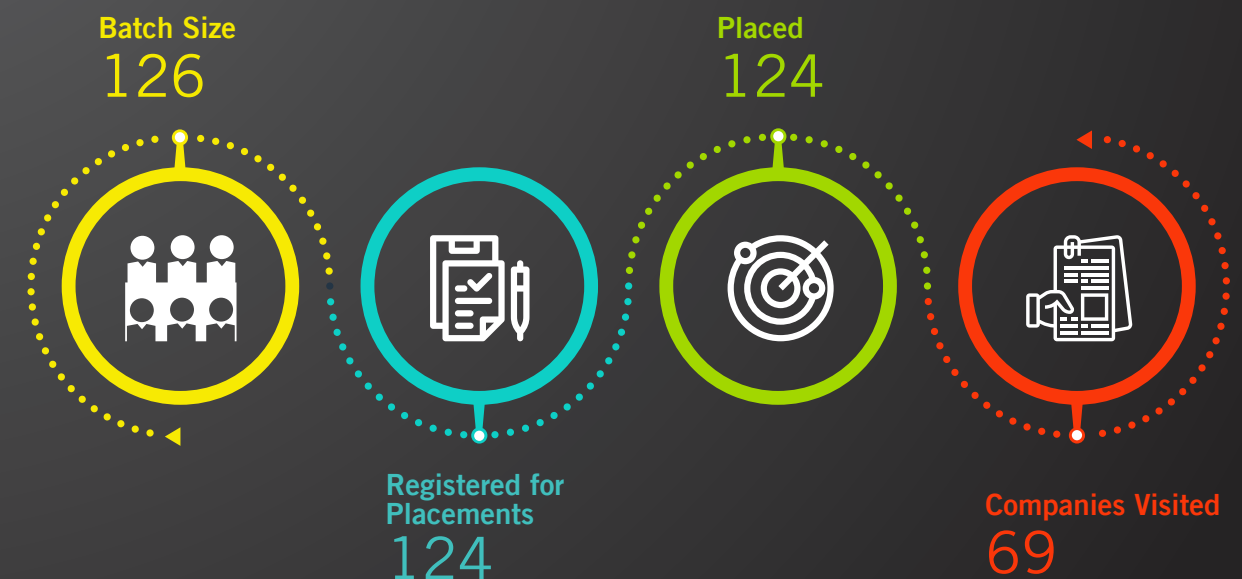 Batch Size
126
Registered for
Placements
124
Placed
124
Companies Visited
69